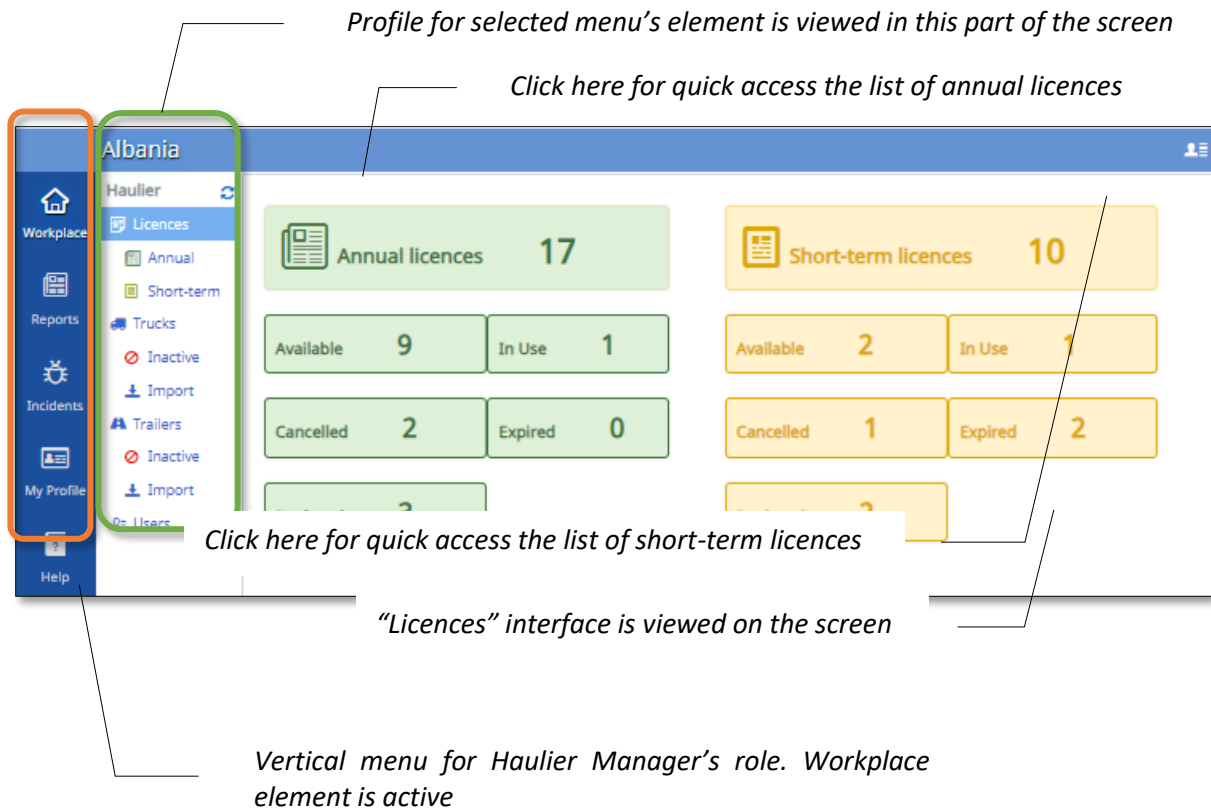 Profile for selected menu's element is viewed in this part of the screen
Click here for quick access the list of annual licences
Albania
Haulier
Workplace
Licences
Annual
Short-term
Reports
Trucks
Inactive
Import
Incidents
Trailers
Inactive
Import
My Profile
Users
Help
Annual licences 17
Available 9
In Use 1
Cancelled 2
Expired 0
Short-term licences 10
Available 2
In Use 1
Cancelled 1
Expired 2
2
Click here for quick access the list of short-term licences
“Licences” interface is viewed on the screen
Vertical menu for Haulier Manager's role. Workplace
element is active